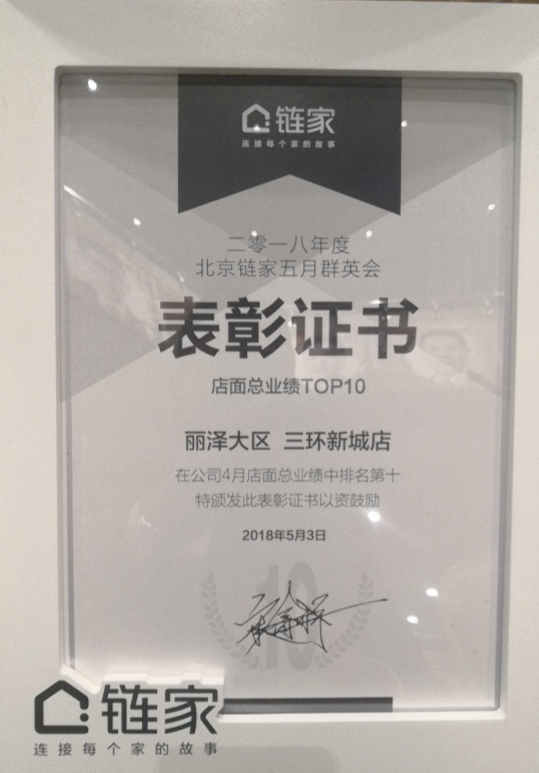 链家
连接每个家的故事
二零一八年度
北京链家五月群英会
表彰证书
店面总业绩TOP10
丽泽大区 三环新城店
在公司4月店面总业绩中排名第十
特颁发此表彰证书以资鼓励
2018年5月3日
10
链家
连接每个家的故事